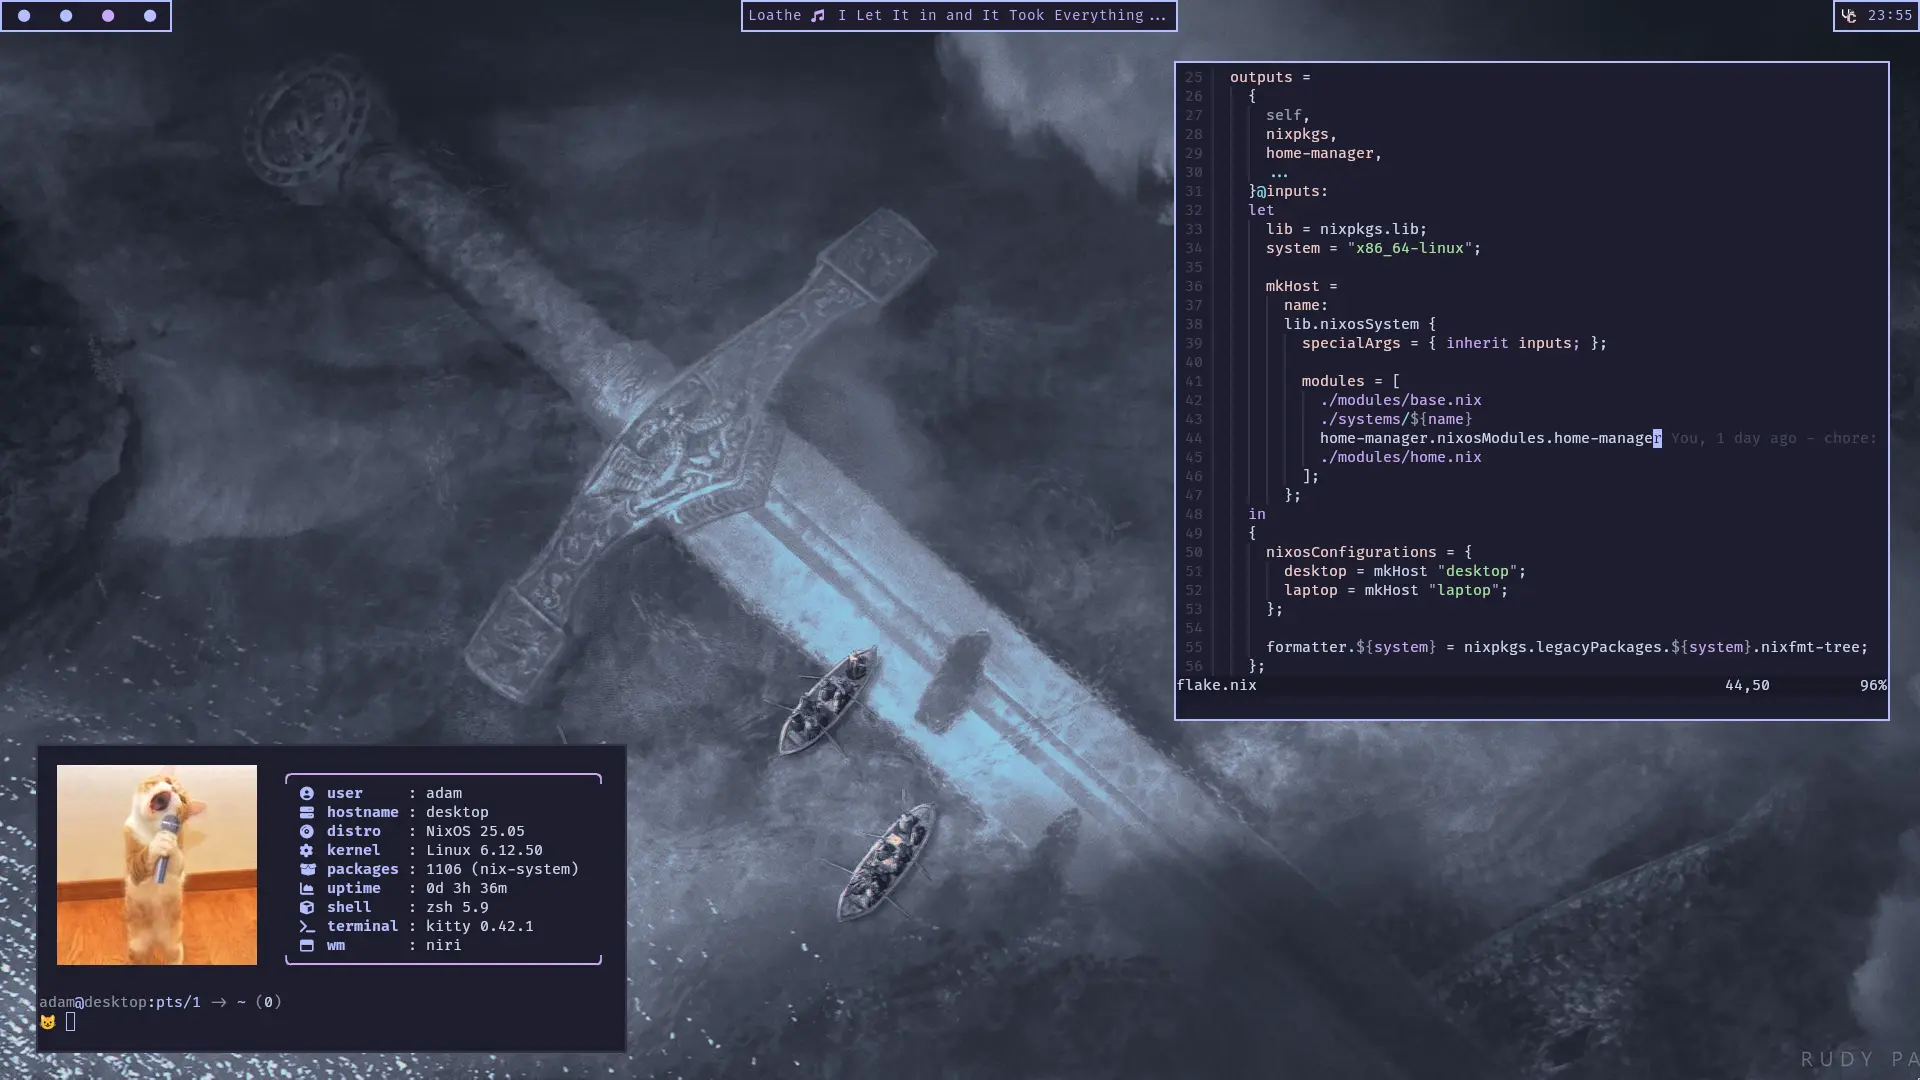 Loathe I Let It in and It Took Everything...
23:55
25 outputs =
26 {
27 self,
28 nixpkgs,
29 home-manager,
30 ...
31 }@inputs:
32 let
33 lib = nixpkgs.lib;
34 system = "x86_64-linux";
35
36 mkHost =
37 name:
38 lib.nixosSystem {
39 specialArgs = { inherit inputs; };
40
41 modules = [
42 ./modules/base.nix
43 ./systems/${name}
44 home-manager.nixosModules.home-manager You, 1 day ago - chore:
45 ./modules/home.nix
46 ];
47 };
48 in
49 {
50 nixosConfigurations = {
51 desktop = mkHost "desktop";
52 laptop = mkHost "laptop";
53 };
54
55 formatter.${system} = nixpkgs.legacyPackages.${system}.nixfmt-tree;
56 };
flake.nix 44,50 96%
user : adam
hostname : desktop
distro : NixOS 25.05
kernel : Linux 6.12.50
packages : 1106 (nix-system)
uptime : 0d 3h 36m
shell : zsh 5.9
terminal : kitty 0.42.1
wm : niri
adam@desktop:pts/1 -> ~ (0)
RUDY PA